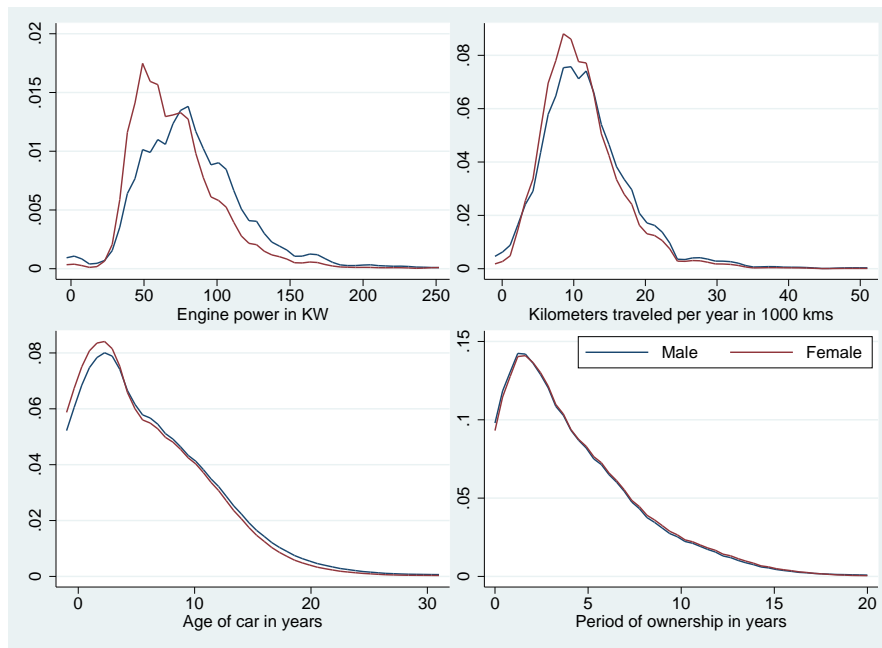 .02
.015
.01
.005
0
0 50 100 150 200 250
Engine power in KW
.08
.06
.04
.02
0
0 10 20 30 40 50
Kilometers traveled per year in 1000 kms
.08
.06
.04
.02
0
0 10 20 30
Age of car in years
.15
.1
.05
0
Male Female
0 5 10 15 20
Period of ownership in years